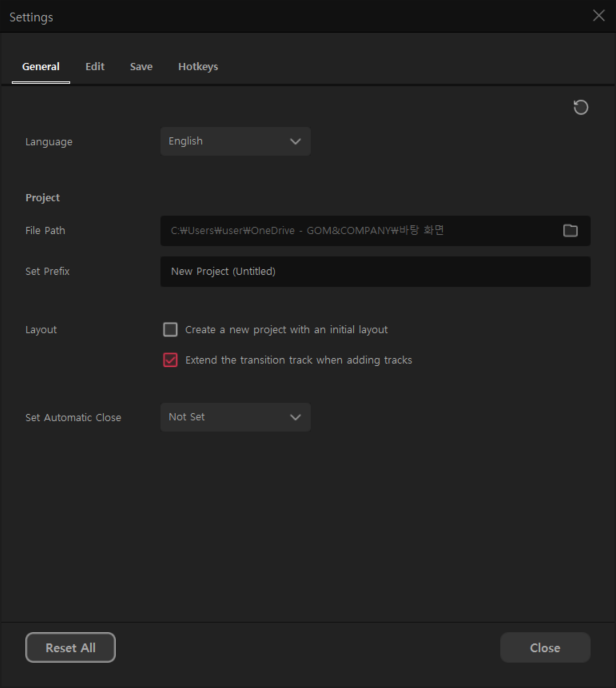 Settings
General Edit Save Hotkeys
Language English
Project
File Path C:₩Users₩user₩OneDrive - GOM&COMPANY₩바탕 화면
Set Prefix New Project (Untitled)
Layout Create a new project with an initial layout
Extend the transition track when adding tracks
Set Automatic Close Not Set
Reset All Close